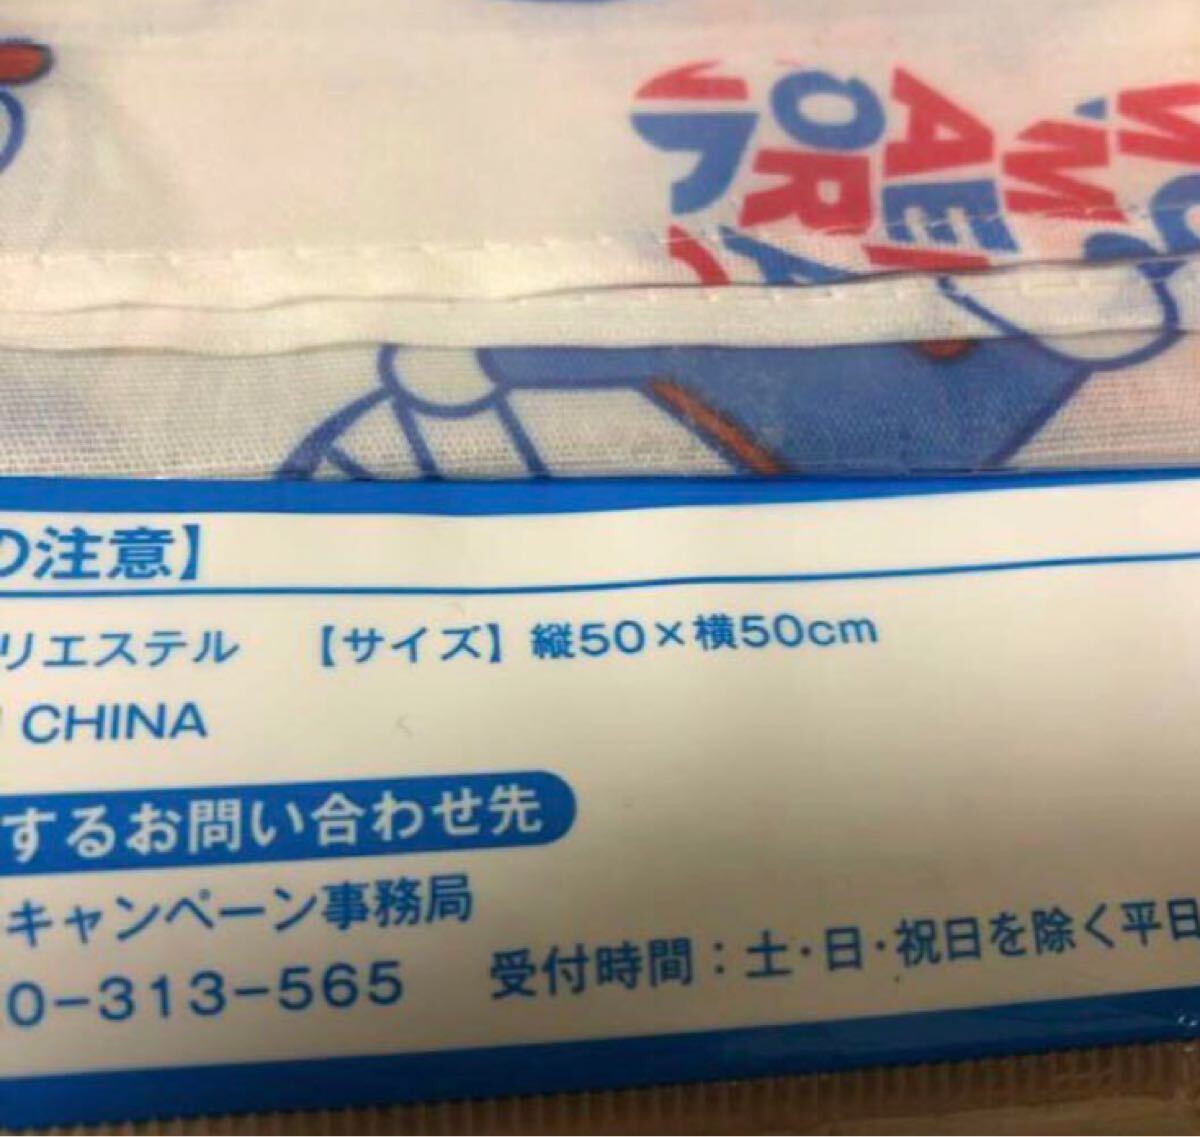 の注意】
リエステル 【サイズ】縦50×横50cm
CHINA
するお問い合わせ先
キャンペーン事務局
0-313-565 受付時間：土・日・祝日を除く平日